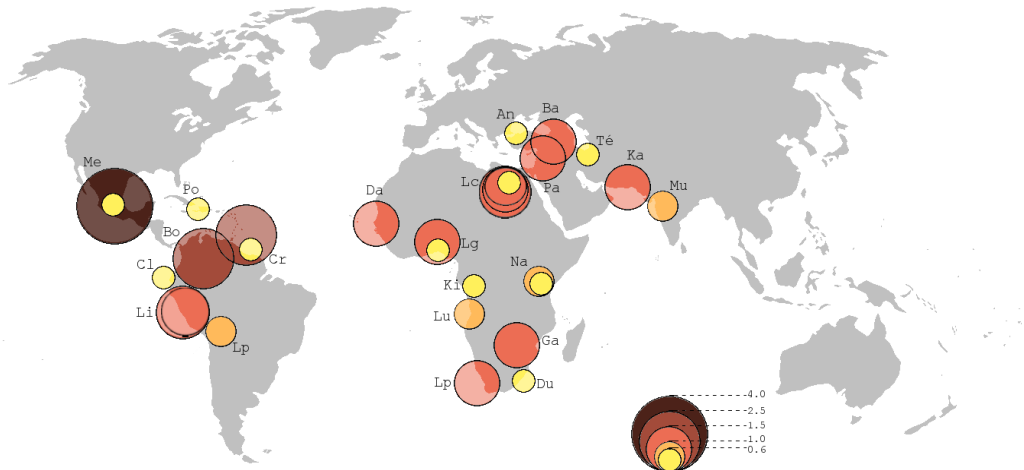 An
Ba
Té
Me
Lc
Ka
Po
Da
Pa
Mu
Bo
Lg
Cl
Cr
Na
Ki
Li
Lu
Lp
Ga
Lp
Du
4.0
2.5
1.5
1.0
0.6